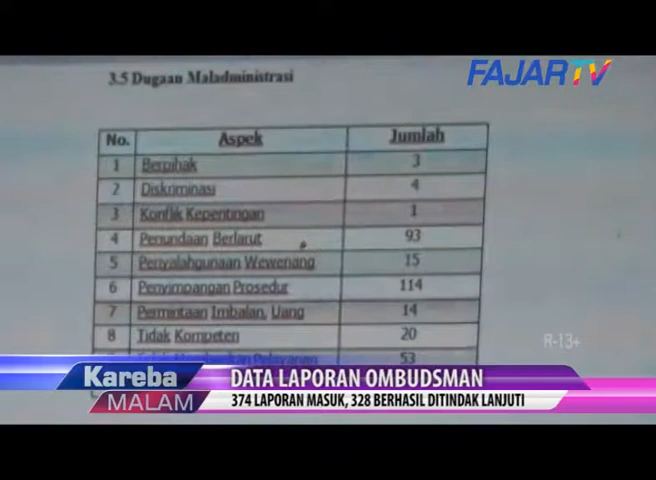 FAJAR TV
3.5 Dugaan Maladministrasi
No. Aspek Jumlah
1 Berpihak 3
2 Diskriminasi 4
3 Konflik Kepentingan 1
4 Penundaan Berlarut 93
5 Penyalahgunaan Wewenang 15
6 Penyimpangan Prosedur 114
7 Permintaan Imbalan, Uang 14
8 Tidak Kompeten 20
53
R-13+
Kareba
MALAM
DATA LAPORAN OMBUDSMAN
374 LAPORAN MASUK, 328 BERHASIL DITINDAK LANJUTI